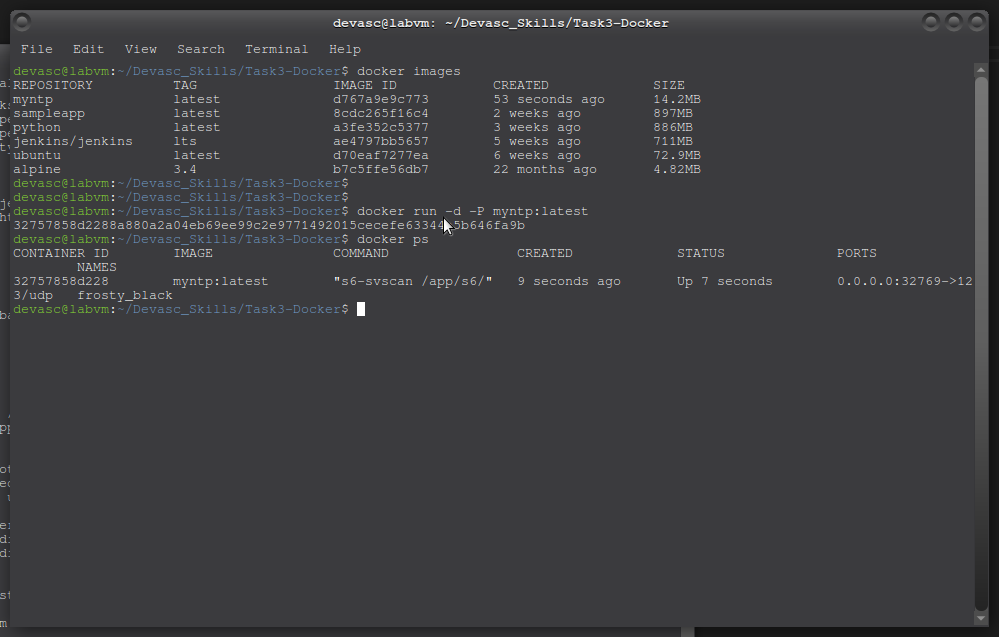 devasc@labvm: ~/Devasc_Skills/Task3-Docker
File Edit View Search Terminal Help
devasc@labvm:~/Devasc_Skills/Task3-Docker$ docker images
REPOSITORY TAG IMAGE ID CREATED SIZE
myntp latest d767a9e9c773 53 seconds ago 14.2MB
sampleapp latest 8cdc265f16c4 2 weeks ago 897MB
python latest a3fe352c5377 3 weeks ago 886MB
jenkins/jenkins lts ae4797bb5657 5 weeks ago 711MB
ubuntu latest d70eaf7277ea 6 weeks ago 72.9MB
alpine 3.4 b7c5ffe56db7 22 months ago 4.82MB
devasc@labvm:~/Devasc_Skills/Task3-Docker$
devasc@labvm:~/Devasc_Skills/Task3-Docker$
devasc@labvm:~/Devasc_Skills/Task3-Docker$ docker run -d -P myntp:latest
devasc@labvm:~/Devasc_Skills/Task3-Docker$ docker ps
CONTAINER ID IMAGE COMMAND CREATED STATUS PORTS
NAMES
32757858d228 myntp:latest "s6-svscan /app/s6/" 9 seconds ago Up 7 seconds 0.0.0.0:32769->12
3/udp frosty_black
devasc@labvm:~/Devasc_Skills/Task3-Docker$